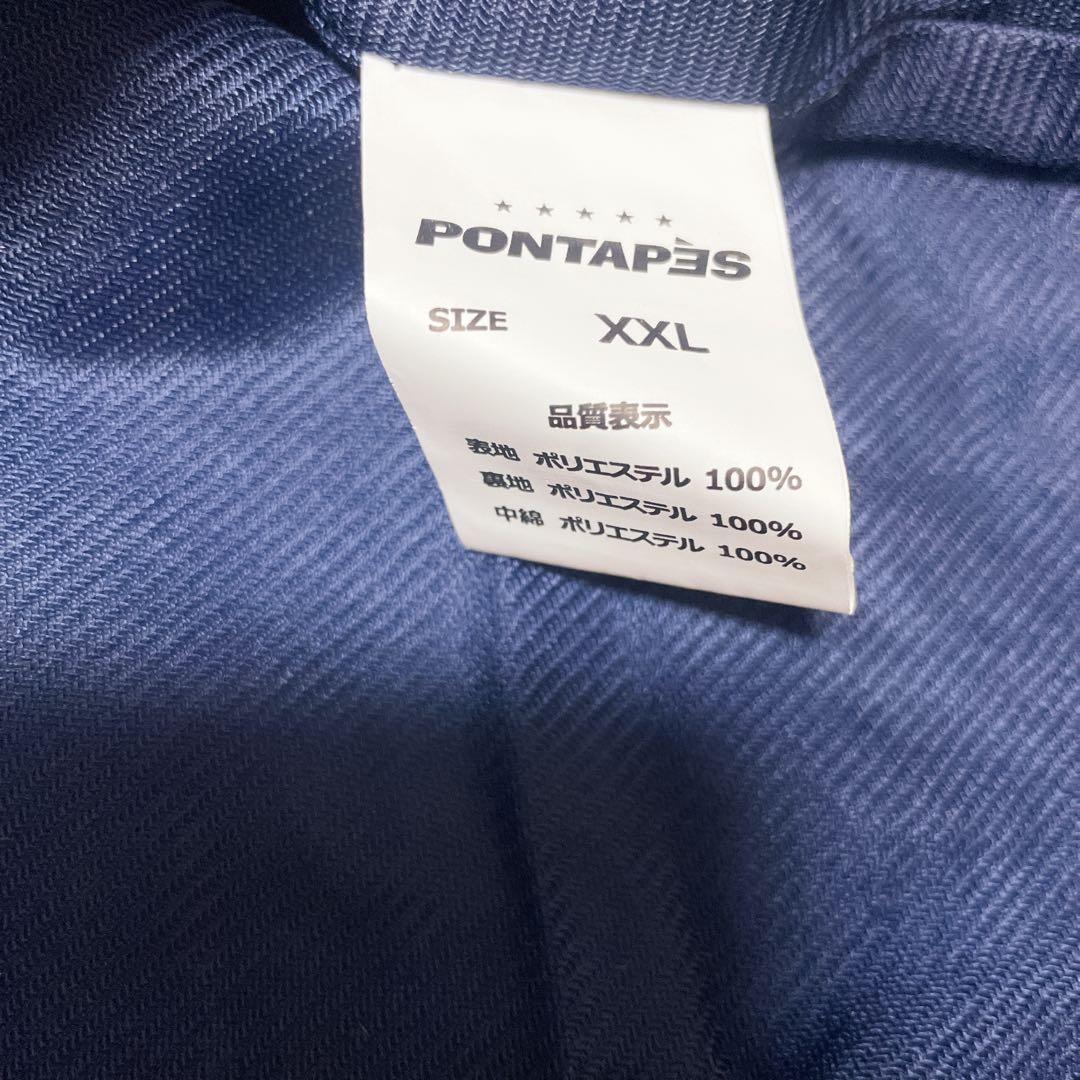 ★★★★★
PONTAPÈS
SIZE XXL
品質表示
表地 ポリエステル 100%
裏地 ポリエステル 100%
中綿 ポリエステル 100%